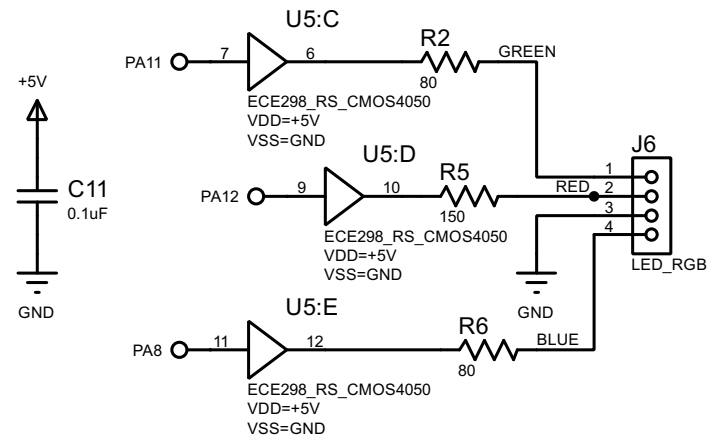 U5:C
PA11
7
6
R2
80
GREEN
ECE298_RS_CMOS4050
VDD=+5V
VSS=GND
+5V
C11
0.1uF
GND
U5:D
PA12
9
10
R5
150
RED
ECE298_RS_CMOS4050
VDD=+5V
VSS=GND
J6
1
2
3
4
LED_RGB
GND
U5:E
PA8
11
12
R6
80
BLUE
ECE298_RS_CMOS4050
VDD=+5V
VSS=GND